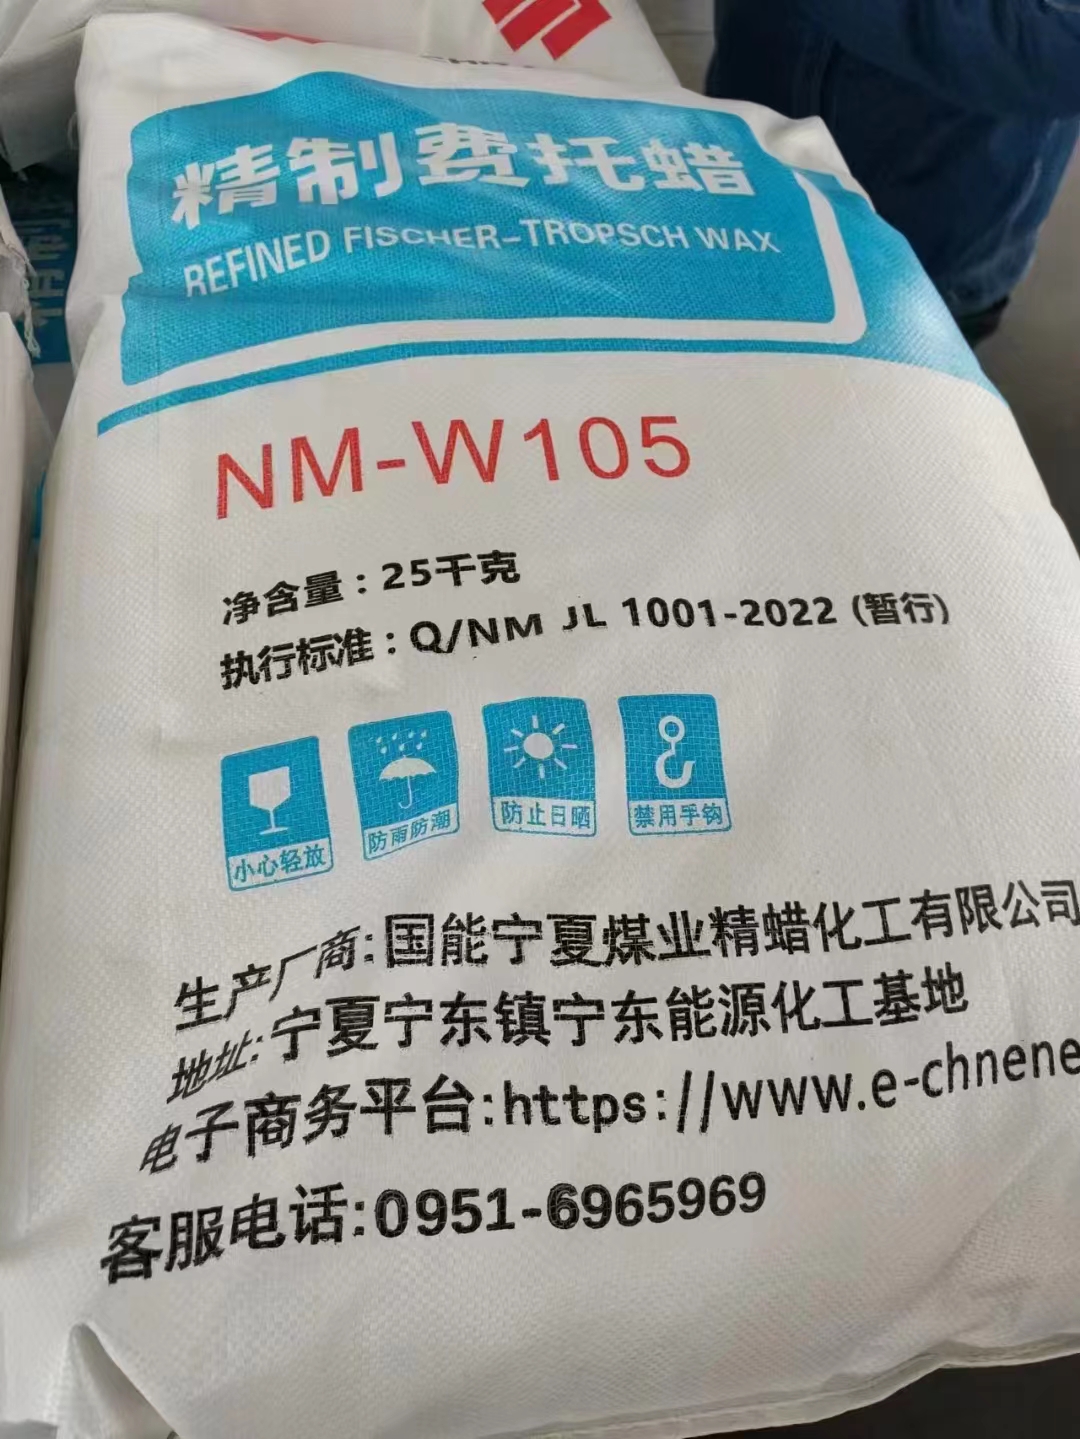 精制费托蜡
REFINED FISCHER-TROPSCH WAX
NM-W105
净含量:25千克
执行标准:Q/NM JL 1001-2022 (暂行)
小心轻放
防雨防潮
防止日晒
禁用手钩
生产厂商:国能宁夏煤业精蜡化工有限公司
地址:宁夏宁东镇宁东能源化工基地
电子商务平台:https://www.e-chnene
客服电话:0951-6965969